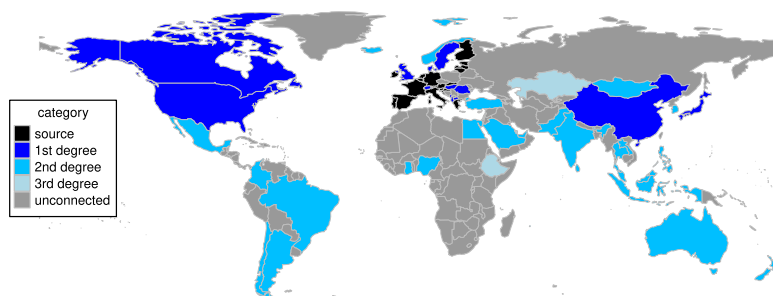 category
source
1st degree
2nd degree
3rd degree
unconnected